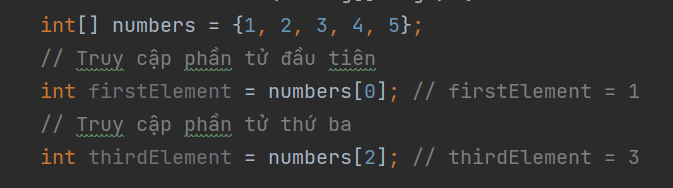 int[] numbers = {1, 2, 3, 4, 5};
// Truy cập phần tử đầu tiên
int firstElement = numbers[0]; // firstElement = 1
// Truy cập phần tử thứ ba
int thirdElement = numbers[2]; // thirdElement = 3